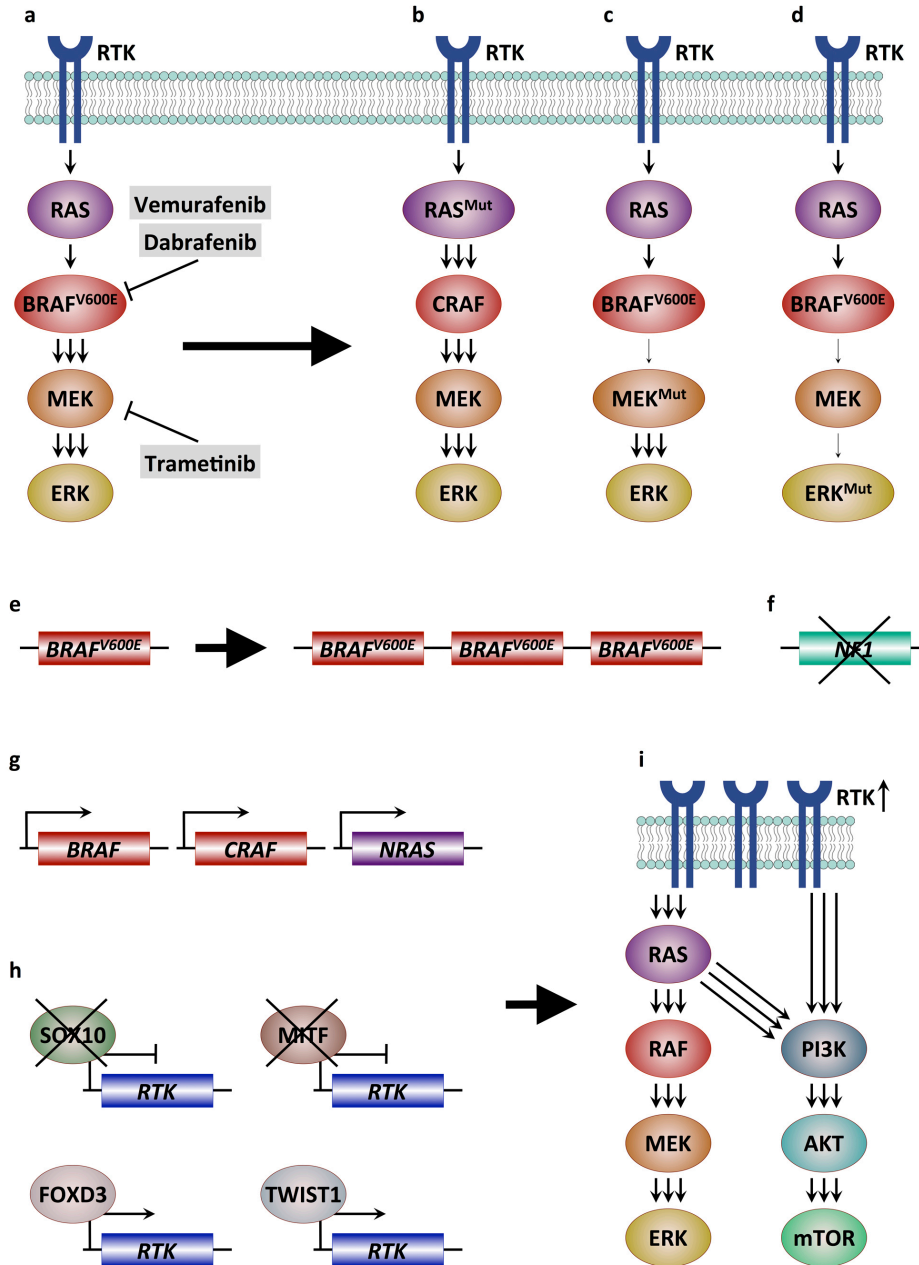 a
RTK
b
RTK
c
RTK
d
RTK
RAS
Vemurafenib
Dabrafenib
BRAFV600E
MEK
Trametinib
ERK
RASMut
CRAF
MEK
ERK
RAS
BRAFV600E
MEKMut
ERK
RAS
BRAFV600E
MEK
ERKMut
e
BRAFV600E
BRAFV600E
BRAFV600E
BRAFV600E
f
NF1
g
BRAF
CRAF
NRAS
h
SOX10
RTK
MITF
RTK
FOXD3
RTK
TWIST1
RTK
i
RTK
RAS
RAF
PI3K
MEK
AKT
ERK
mTOR